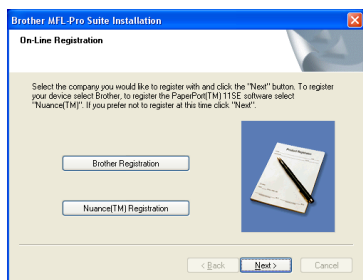 Brother MFL-Pro Suite Installation
On-Line Registration
Select the company you would like to register with and click the "Next" button. To register
your device select Brother, to register the PaperPort(TM) 11SE software select
"Nuance(TM)". If you prefer not to register at this time click "Next".
Brother Registration
Nuance(TM) Registration
< Back
Next >
Cancel